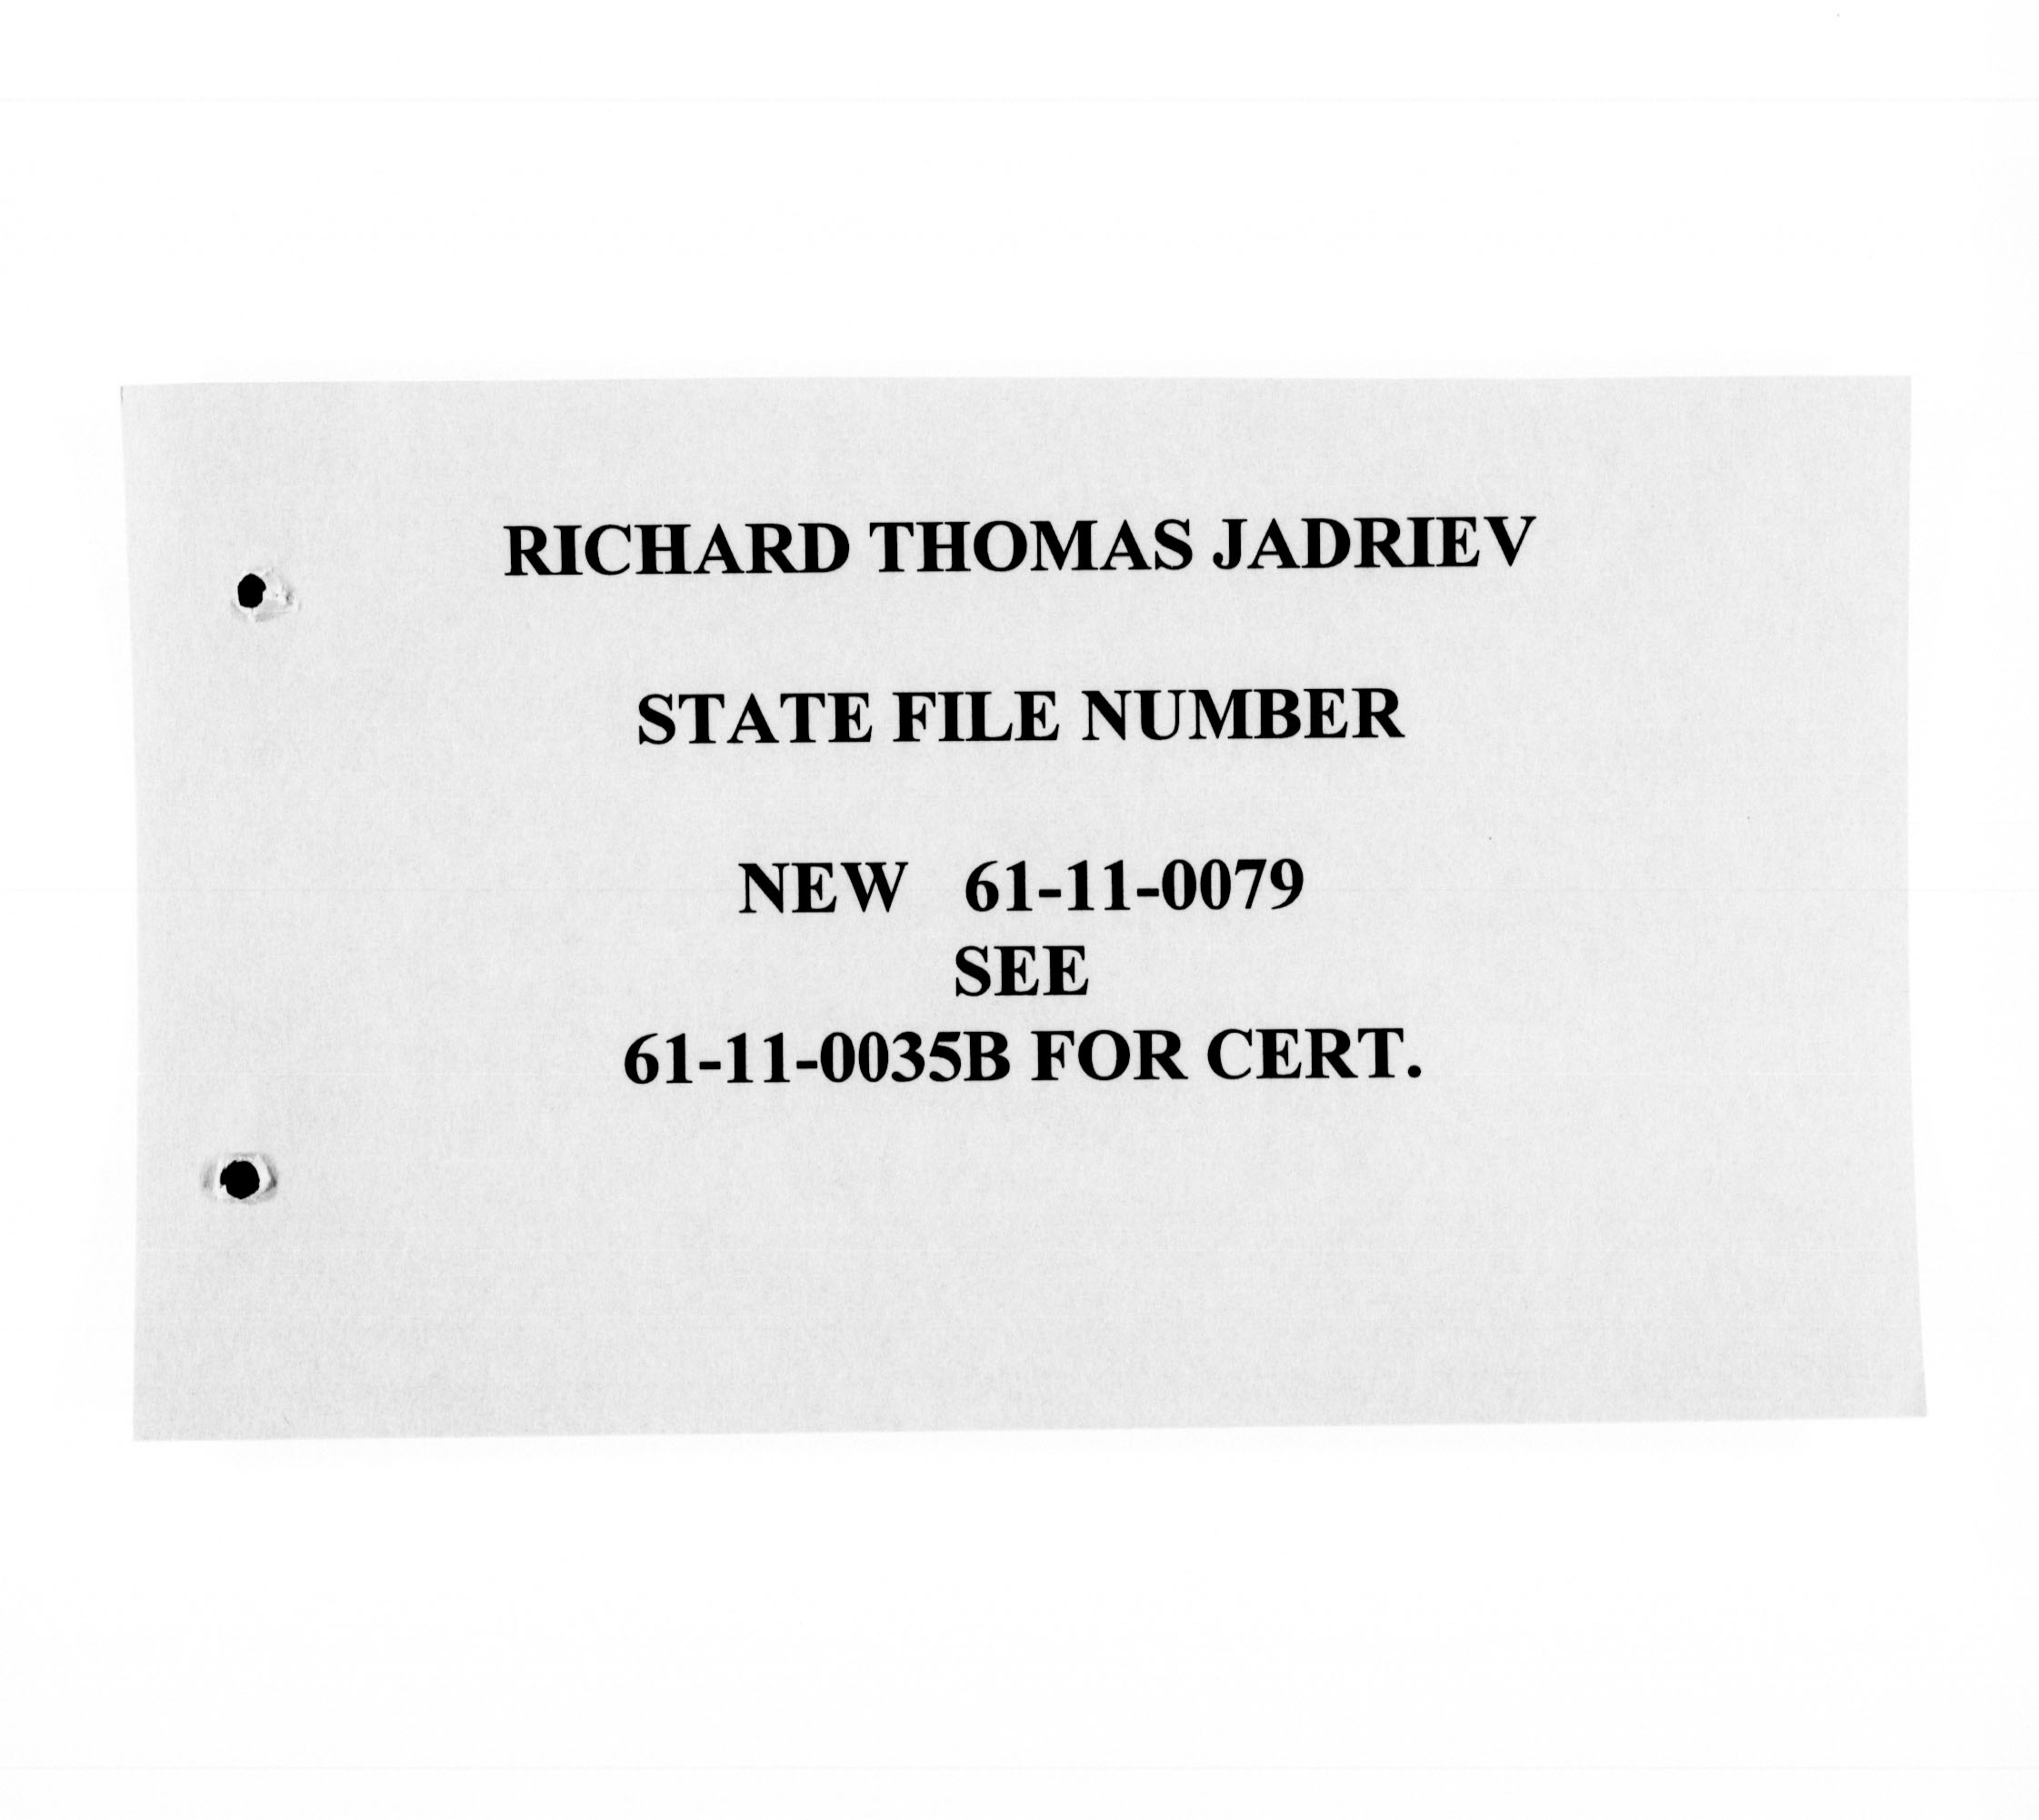 RICHARD THOMAS JADRIEV
STATE FILE NUMBER
NEW 61-11-0079
SEE
61-11-0035B FOR CERT.